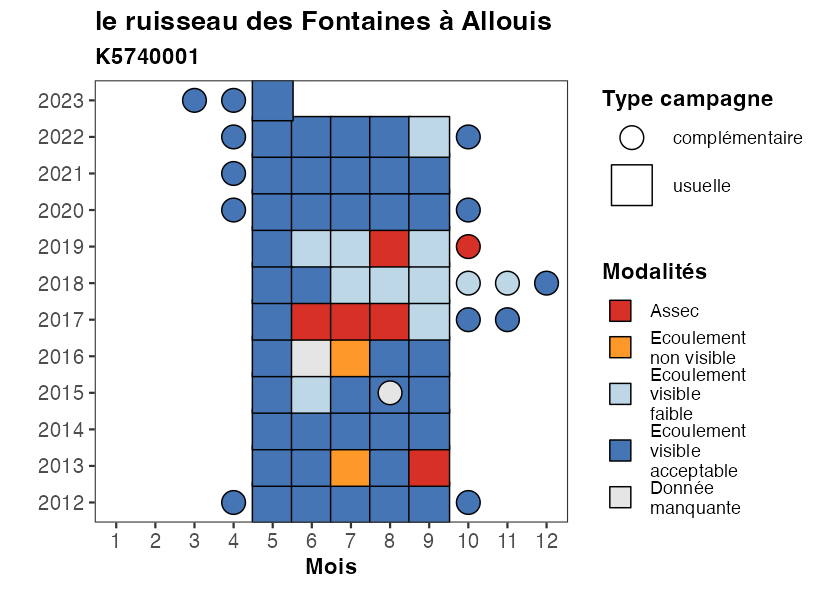 le ruisseau des Fontaines à Allouis
K5740001
2023
2022
2021
2020
2019
2018
2017
2016
2015
2014
2013
2012
1 2 3 4 5 6 7 8 9 10 11 12
Mois
Type campagne
complémentaire
usuelle
Modalités
Assec
Ecoulement
non visible
Ecoulement
visible
faible
Ecoulement
visible
acceptable
Donnée
manquante